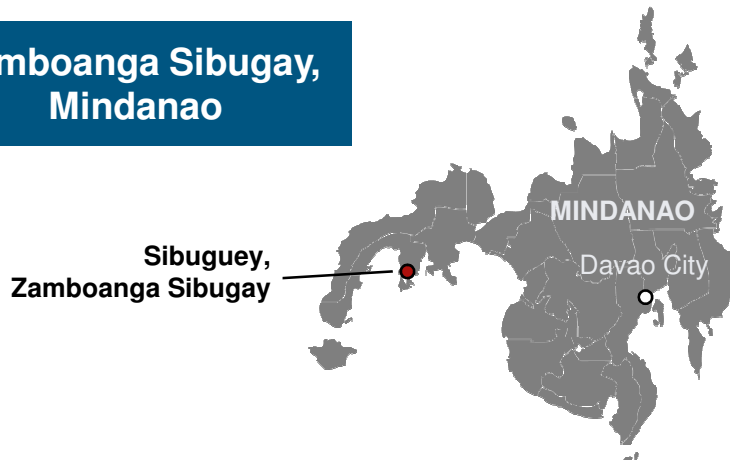 mboanga Sibugay,
Mindanao
MINDANAO
Sibuguey,
Zamboanga Sibugay
Davao City